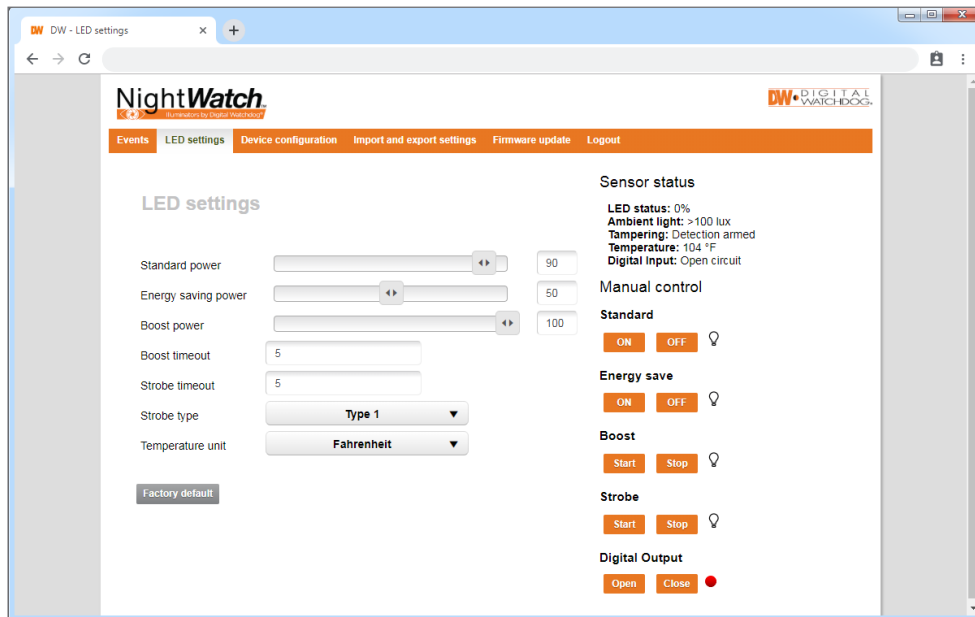 DW DW - LED settings
NightWatch™
Illuminators by Digital Watchdog®
DW DIGITAL WATCHDOG®
Events LED settings Device configuration Import and export settings Firmware update Logout
LED settings
Standard power 90
Energy saving power 50
Boost power 100
Boost timeout 5
Strobe timeout 5
Strobe type Type 1
Temperature unit Fahrenheit
Factory default
Sensor status
LED status: 0%
Ambient light: >100 lux
Tampering: Detection armed
Temperature: 104 °F
Digital Input: Open circuit
Manual control
Standard
ON OFF
Energy save
ON OFF
Boost
Start Stop
Strobe
Start Stop
Digital Output
Open Close